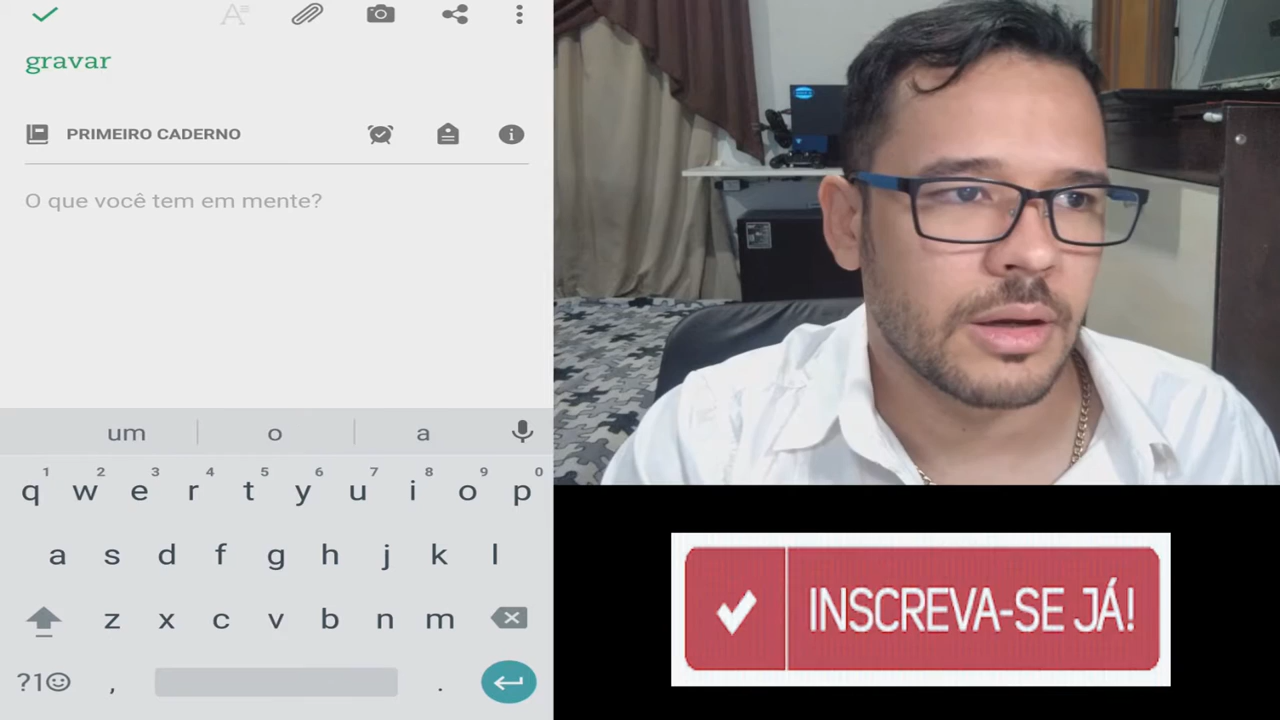 gravar
PRIMEIRO CADERNO
O que você tem em mente?
um o a
1 2 3 4 5 6 7 8 9 0
q w e r t y u i o p
a s d f g h j k l
z x c v b n m
?1 , .
INSCREVA-SE JÁ!